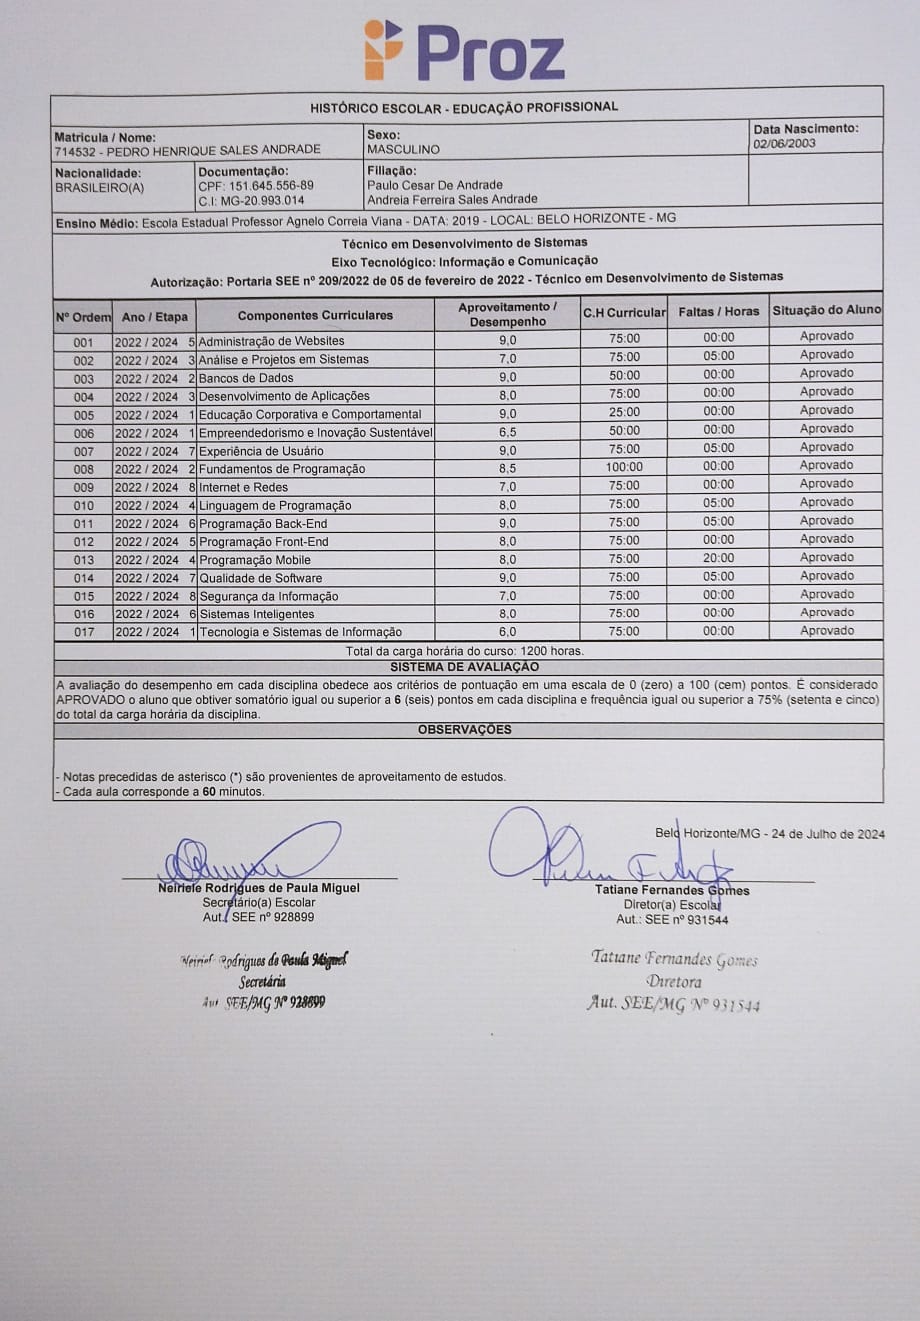 Proz
HISTÓRICO ESCOLAR - EDUCAÇÃO PROFISSIONAL
Matricula / Nome:
714532 - PEDRO HENRIQUE SALES ANDRADE
Sexo:
MASCULINO
Data Nascimento:
02/06/2003
Nacionalidade:
BRASILEIRO(A)
Documentação:
CPF: 151.645.556-89
C.I: MG-20.993.014
Filiação:
Paulo Cesar De Andrade
Andreia Ferreira Sales Andrade
Ensino Médio: Escola Estadual Professor Agnelo Correia Viana - DATA: 2019 - LOCAL: BELO HORIZONTE - MG
Técnico em Desenvolvimento de Sistemas
Eixo Tecnológico: Informação e Comunicação
Autorização: Portaria SEE nº 209/2022 de 05 de fevereiro de 2022 - Técnico em Desenvolvimento de Sistemas
Nº Ordem Ano / Etapa Componentes Curriculares Aproveitamento / Desempenho C.H Curricular Faltas / Horas Situação do Aluno
001 2022 / 2024 5 Administração de Websites 9,0 75:00 00:00 Aprovado
002 2022 / 2024 3 Análise e Projetos em Sistemas 7,0 75:00 05:00 Aprovado
003 2022 / 2024 2 Bancos de Dados 9,0 50:00 00:00 Aprovado
004 2022 / 2024 3 Desenvolvimento de Aplicações 8,0 75:00 00:00 Aprovado
005 2022 / 2024 1 Educação Corporativa e Comportamental 9,0 25:00 00:00 Aprovado
006 2022 / 2024 1 Empreendedorismo e Inovação Sustentável 6,5 50:00 00:00 Aprovado
007 2022 / 2024 7 Experiência de Usuário 9,0 75:00 05:00 Aprovado
008 2022 / 2024 2 Fundamentos de Programação 8,5 100:00 00:00 Aprovado
009 2022 / 2024 8 Internet e Redes 7,0 75:00 00:00 Aprovado
010 2022 / 2024 4 Linguagem de Programação 8,0 75:00 05:00 Aprovado
011 2022 / 2024 6 Programação Back-End 9,0 75:00 05:00 Aprovado
012 2022 / 2024 5 Programação Front-End 8,0 75:00 00:00 Aprovado
013 2022 / 2024 4 Programação Mobile 8,0 75:00 20:00 Aprovado
014 2022 / 2024 7 Qualidade de Software 9,0 75:00 05:00 Aprovado
015 2022 / 2024 8 Segurança da Informação 7,0 75:00 00:00 Aprovado
016 2022 / 2024 6 Sistemas Inteligentes 8,0 75:00 00:00 Aprovado
017 2022 / 2024 1 Tecnologia e Sistemas de Informação 6,0 75:00 00:00 Aprovado
Total da carga horária do curso: 1200 horas.
SISTEMA DE AVALIAÇÃO
A avaliação do desempenho em cada disciplina obedece aos critérios de pontuação em uma escala de 0 (zero) a 100 (cem) pontos. É considerado
APROVADO o aluno que obtiver somatório igual ou superior a 6 (seis) pontos em cada disciplina e frequência igual ou superior a 75% (setenta e cinco)
do total da carga horária da disciplina.
OBSERVAÇÕES
- Notas precedidas de asterisco (*) são provenientes de aproveitamento de estudos.
- Cada aula corresponde a 60 minutos.
Belo Horizonte/MG - 24 de Julho de 2024
Neiriele Rodrigues de Paula Miguel
Secretário(a) Escolar
Aut.: SEE nº 928899
Tatiane Fernandes Gomes
Diretor(a) Escolar
Aut.: SEE nº 931544
Rodrigues de Paula Miguel
Secretária
Aut SEE/MG Nº 928899
Tatiane Fernandes Gomes
Diretora
Aut. SEE/MG Nº 931544